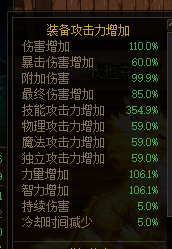 装备攻击力增加
伤害增加 110.0%
暴击伤害增加 60.0%
附加伤害 99.9%
最终伤害增加 85.0%
技能攻击力增加 354.9%
物理攻击力增加 59.0%
魔法攻击力增加 59.0%
独立攻击力增加 59.0%
力量增加 106.1%
智力增加 106.1%
持续伤害 5.0%
冷却时间减少 5.0%